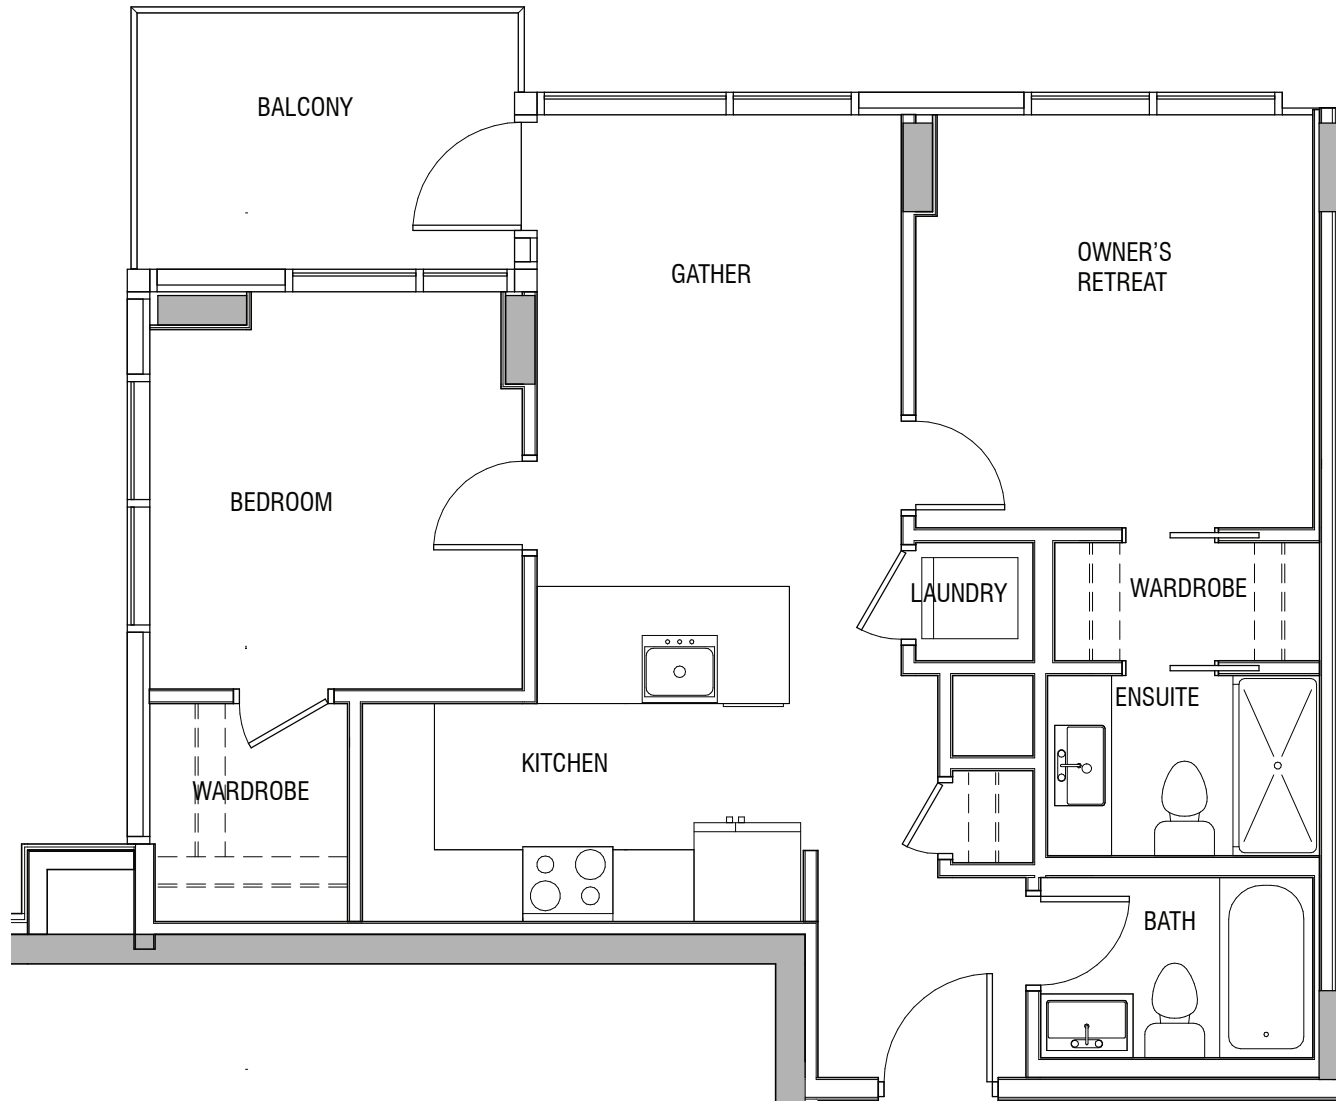 BALCONY
GATHER
OWNER'S
RETREAT
BEDROOM
LAUNDRY
WARDROBE
ENSUITE
KITCHEN
WARDROBE
BATH